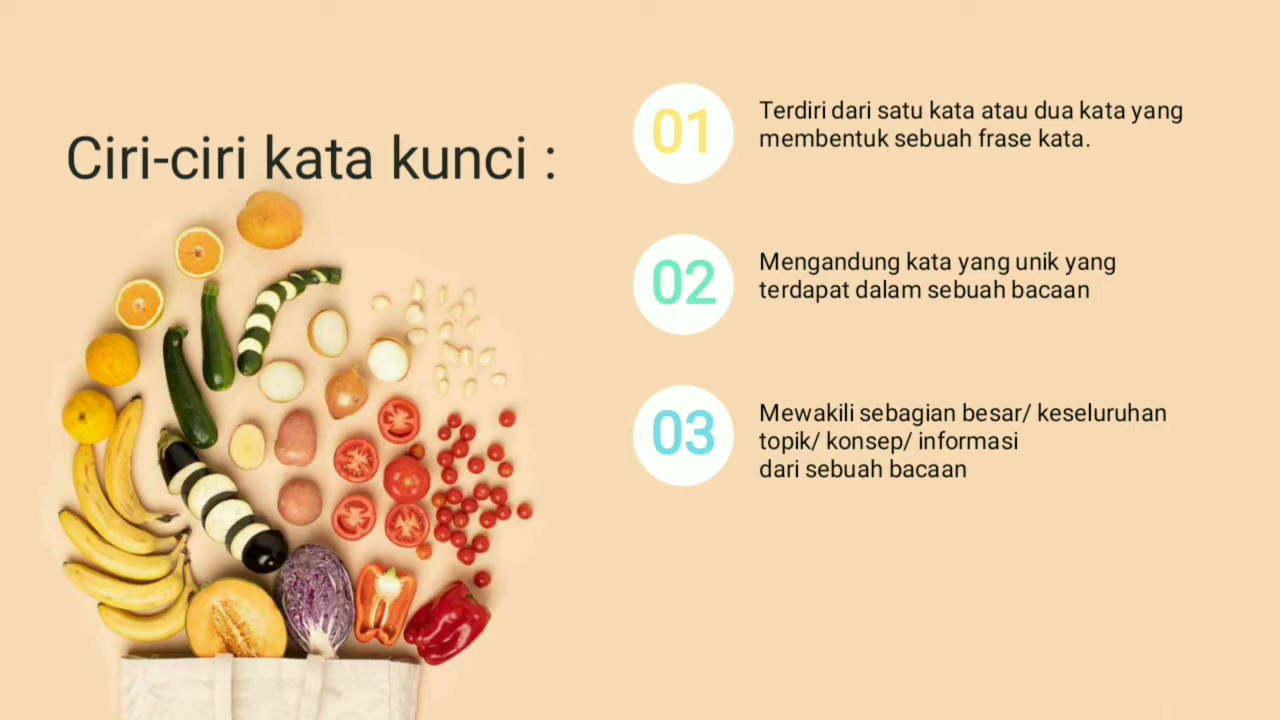 Ciri-ciri kata kunci :
01
Terdiri dari satu kata atau dua kata yang
membentuk sebuah frase kata.
02
Mengandung kata yang unik yang
terdapat dalam sebuah bacaan
03
Mewakili sebagian besar/ keseluruhan
topik/ konsep/ informasi
dari sebuah bacaan